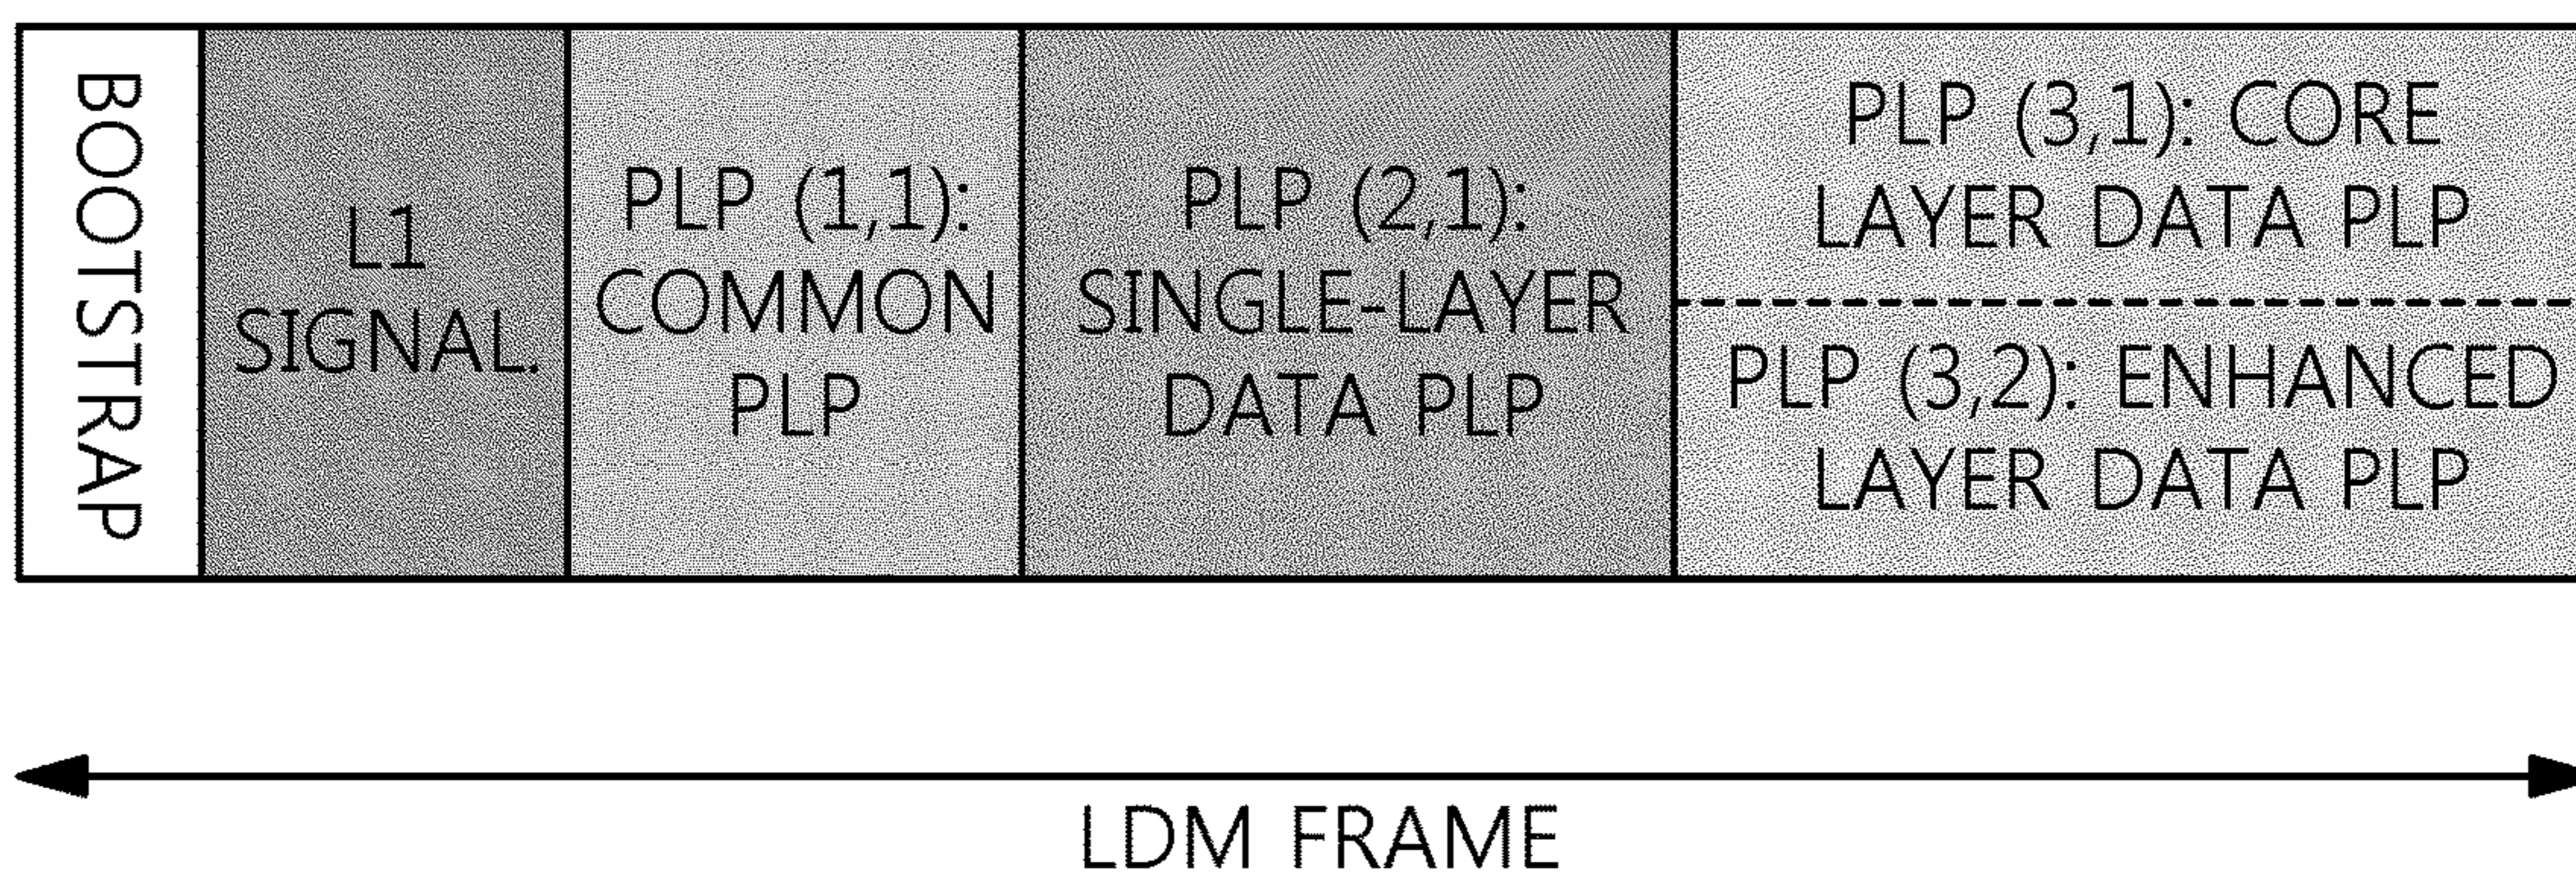 BOOTSTRAP
L1
SIGNAL.
PLP (1,1):
COMMON
PLP
PLP (2,1):
SINGLE-LAYER
DATA PLP
PLP (3,1): CORE
LAYER DATA PLP
PLP (3,2): ENHANCED
LAYER DATA PLP
LDM FRAME